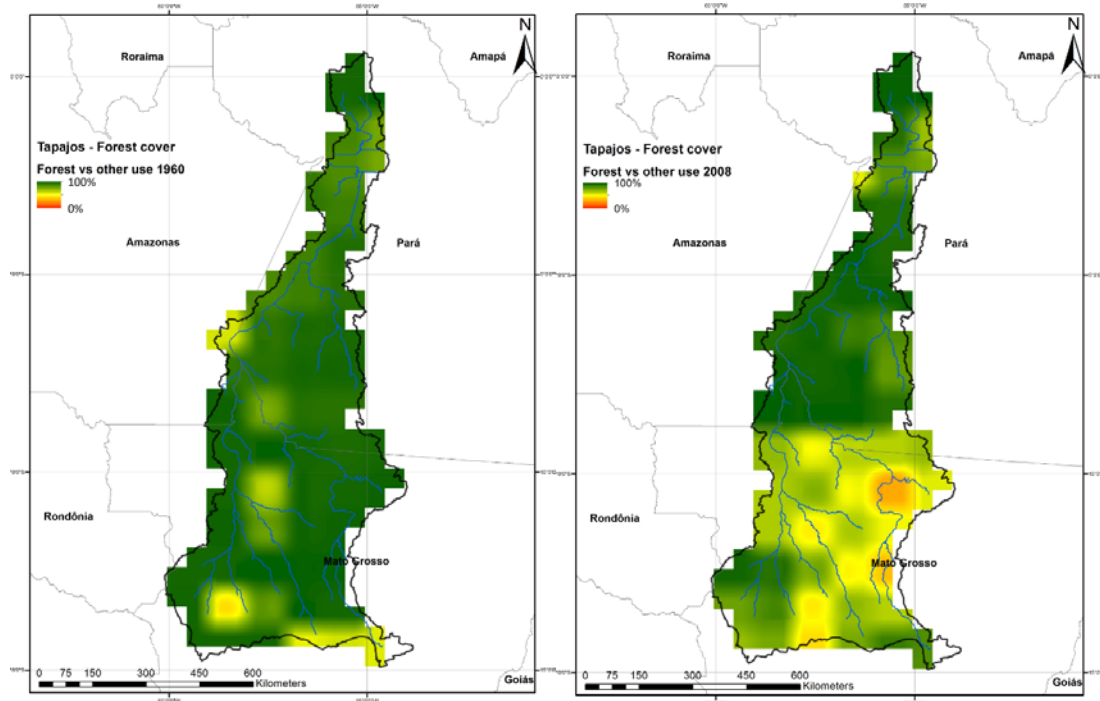 Roraima
Amapá
N
Tapajos - Forest cover
Forest vs other use 1960
100%
0%
Amazonas
Pará
Rondônia
Mato Grosso
Goiás
0 75 150 300 450 600
Kilometers
Roraima
Amapá
N
Tapajos - Forest cover
Forest vs other use 2008
100%
0%
Amazonas
Pará
Rondônia
Mato Grosso
Goiás
0 75 150 300 450 600
Kilometers